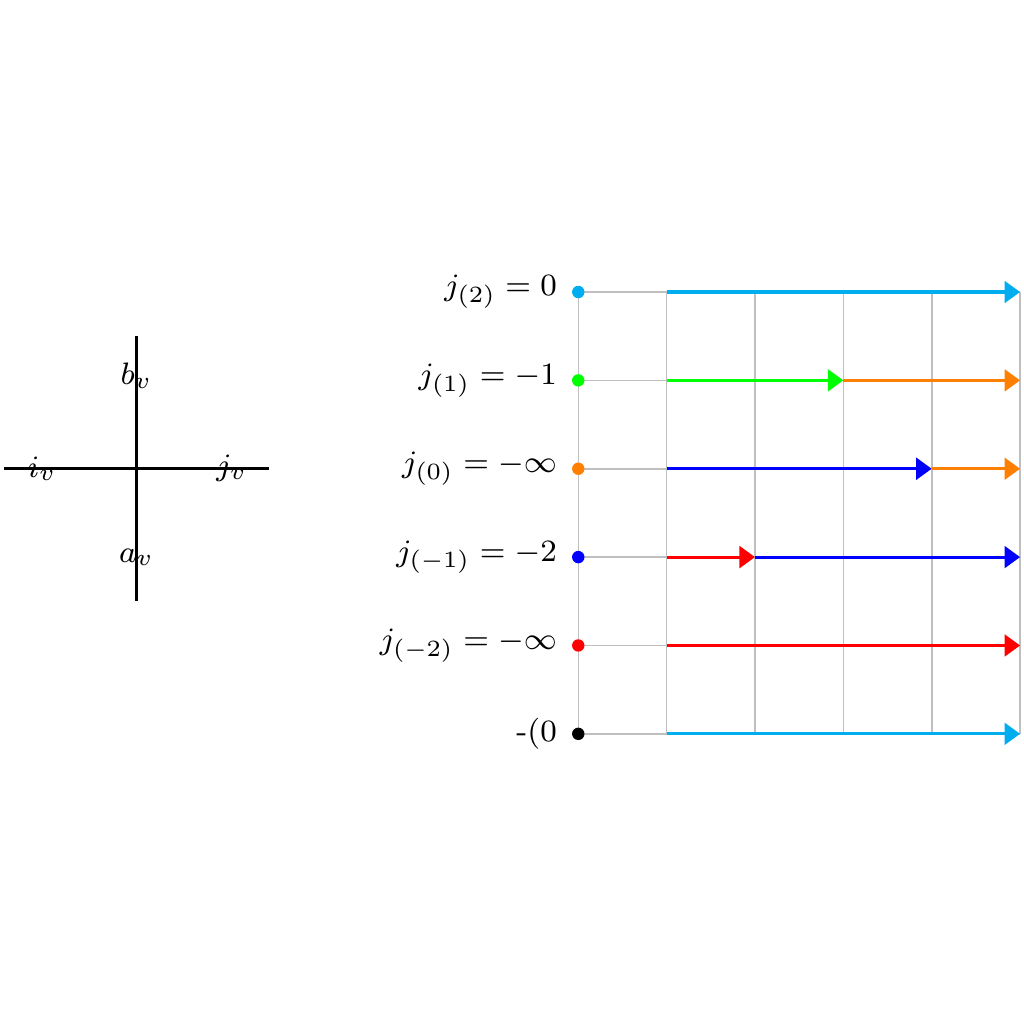 b_v
i_v j_v
a_v
j_{(2)} = 0
j_{(1)} = −1
j_{(0)} = −∞
j_{(−1)} = −2
j_{(−2)} = −∞
-(0